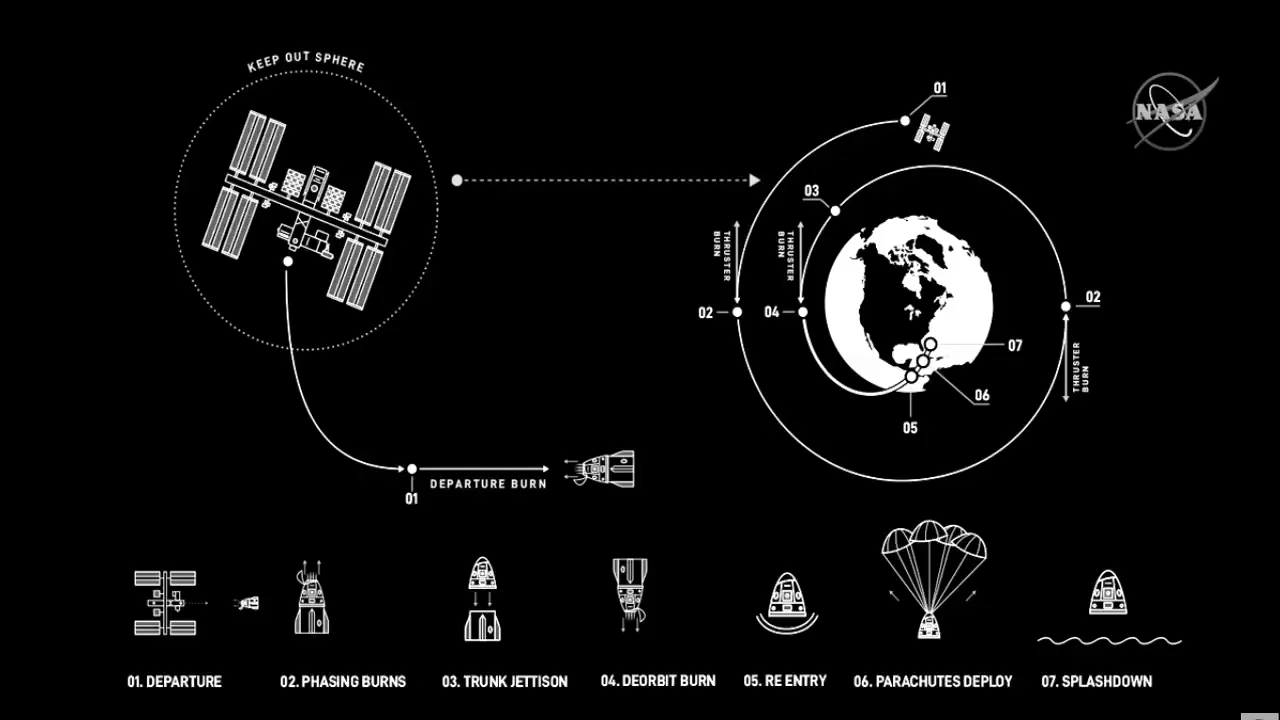 KEEP OUT SPHERE
NASA
01
03
THRUSTER
BURN
THRUSTER
BURN
02
04
02
THRUSTER
BURN
07
06
05
DEPARTURE BURN
01
01. DEPARTURE
02. PHASING BURNS
03. TRUNK JETTISON
04. DEORBIT BURN
05. RE ENTRY
06. PARACHUTES DEPLOY
07. SPLASHDOWN